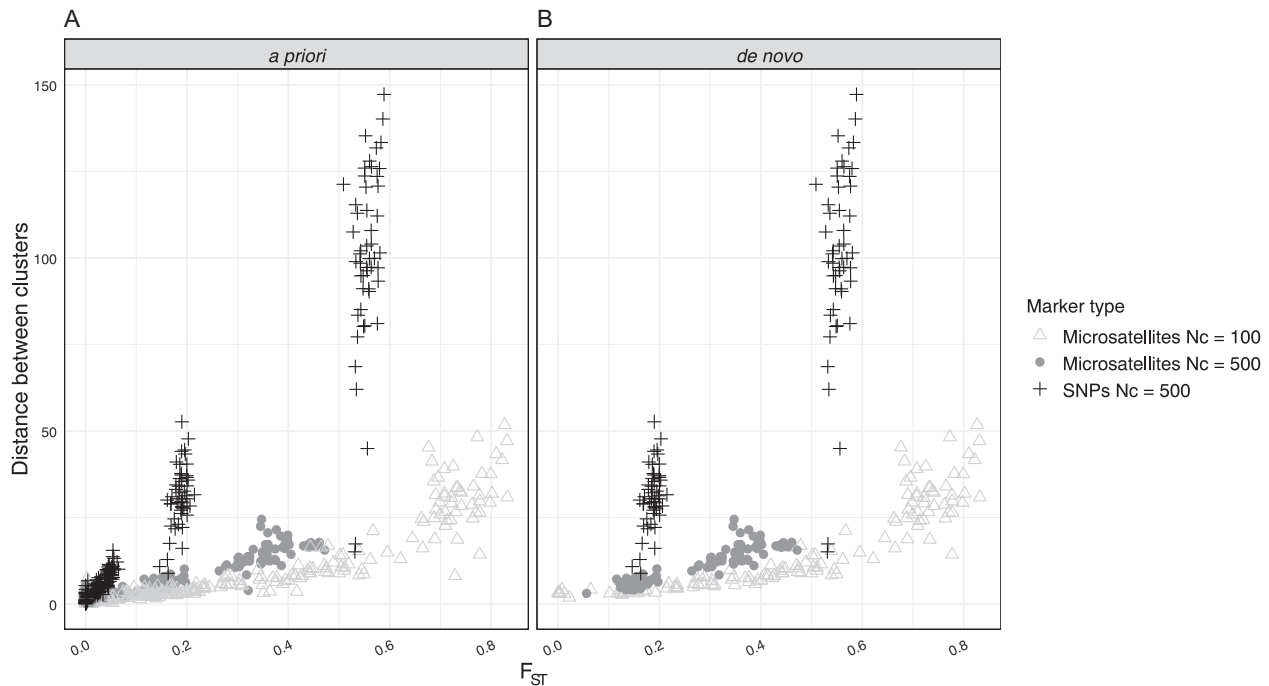 A
B
a priori
de novo
150
100
50
0
Distance between clusters
0.0
0.2
0.4
0.6
0.8
0.0
0.2
0.4
0.6
0.8
FST
Marker type
Microsatellites Nc = 100
Microsatellites Nc = 500
SNPs Nc = 500